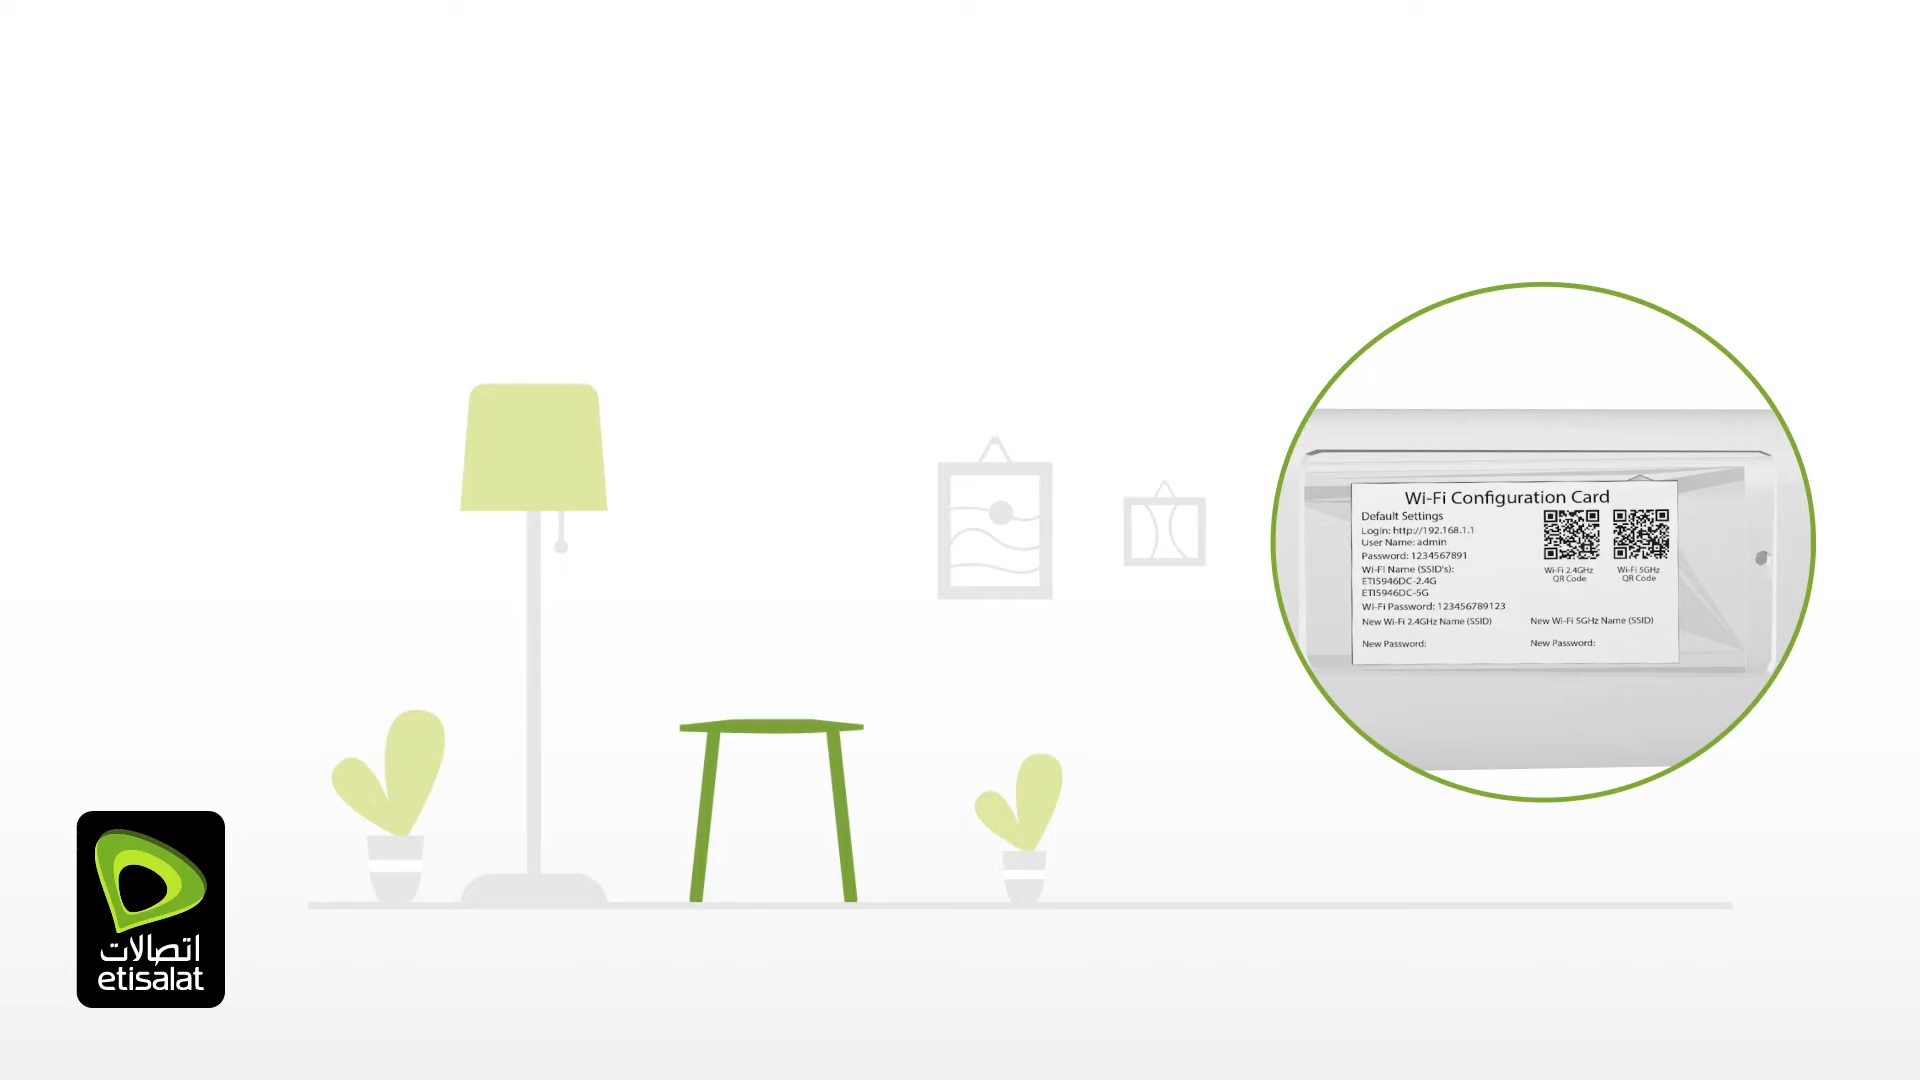 Wi-Fi Configuration Card
Default Settings
Login: http://192.168.1.1
User Name: admin
Password: 1234567891
Wi-Fi Name (SSID's):
ETI5946DC-2.4G
ETI5946DC-5G
Wi-Fi Password: 123456789123
New Wi-Fi 2.4GHz Name (SSID)
New Password:
Wi-Fi 2.4GHz
QR Code
Wi-Fi 5GHz
QR Code
New Wi-Fi 5GHz Name (SSID)
New Password:
اتصالات
etisalat